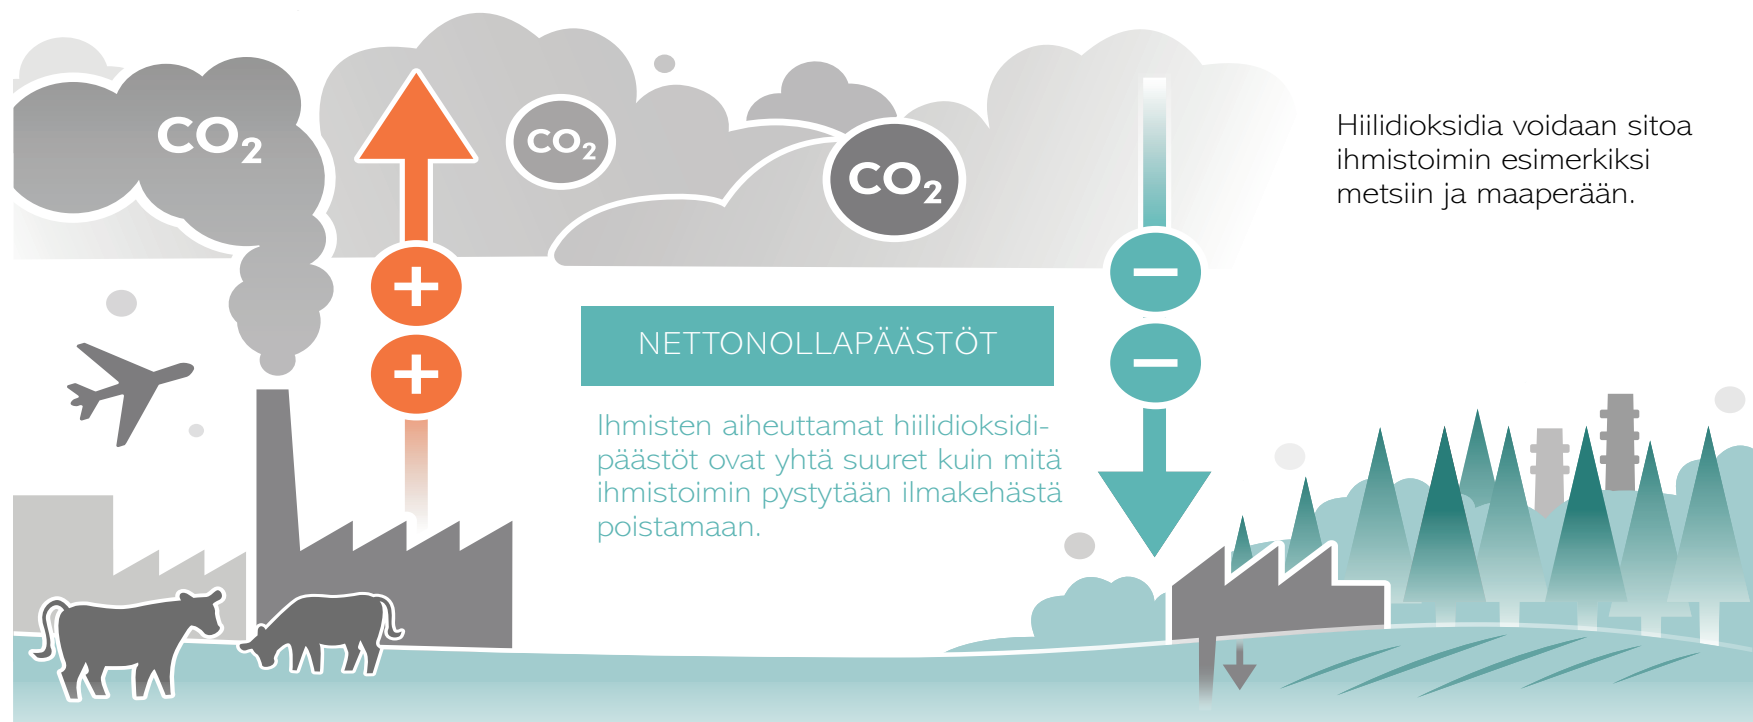 CO₂
CO₂
CO₂
Hiilidioksidia voidaan sitoa
ihmistoimin esimerkiksi
metsiin ja maaperään.
NETTONOLLAPÄÄSTÖT
Ihmisten aiheuttamat hiilidioksidi-
päästöt ovat yhtä suuret kuin mitä
ihmistoimin pystytään ilmakehästä
poistamaan.